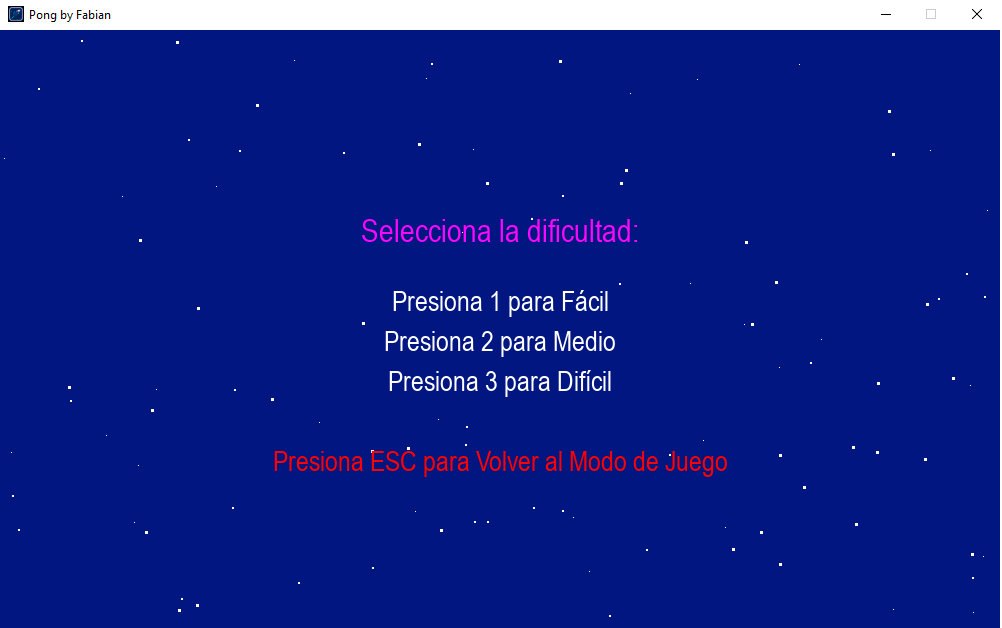 Pong by Fabian
Selecciona la dificultad:
Presiona 1 para Fácil
Presiona 2 para Medio
Presiona 3 para Difícil
Presiona ESC para Volver al Modo de Juego